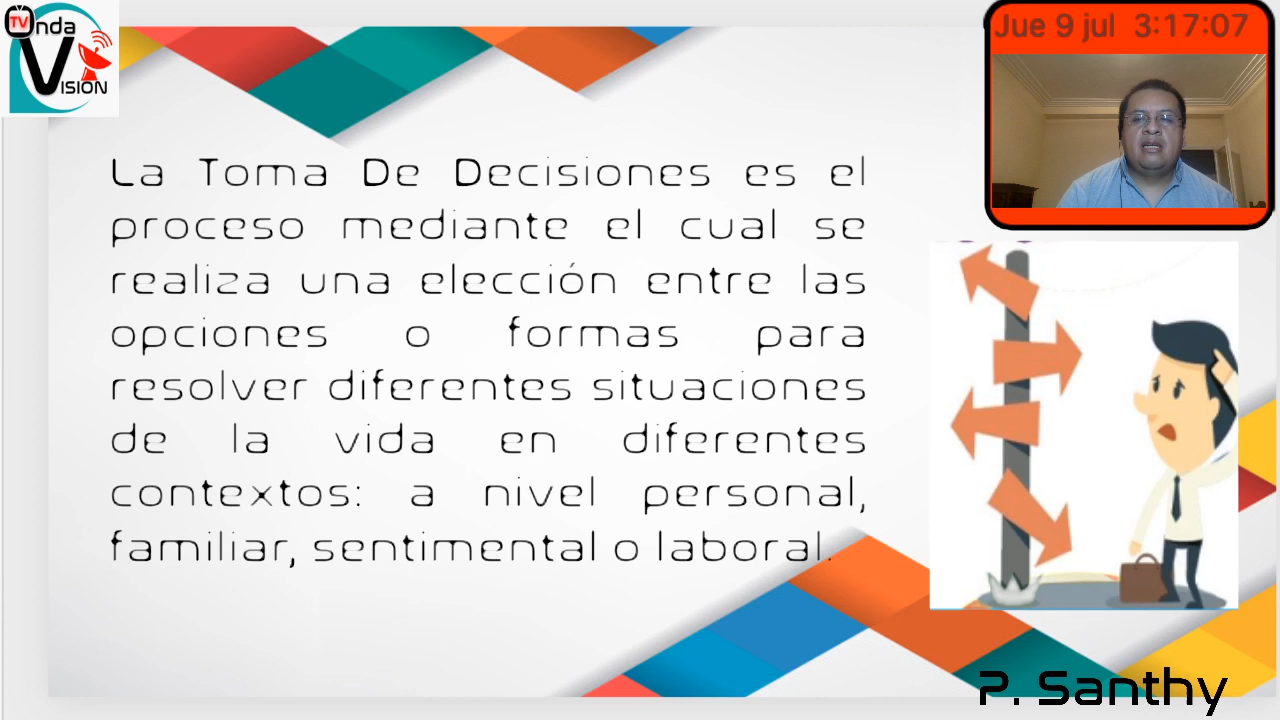 TV Onda
Vision
Jue 9 jul 3:17:07
La Toma De Decisiones es el
proceso mediante el cual se
realiza una elección entre las
opciones o formas para
resolver diferentes situaciones
de la vida en diferentes
contextos: a nivel personal,
familiar, sentimental o laboral.
P. Santhy